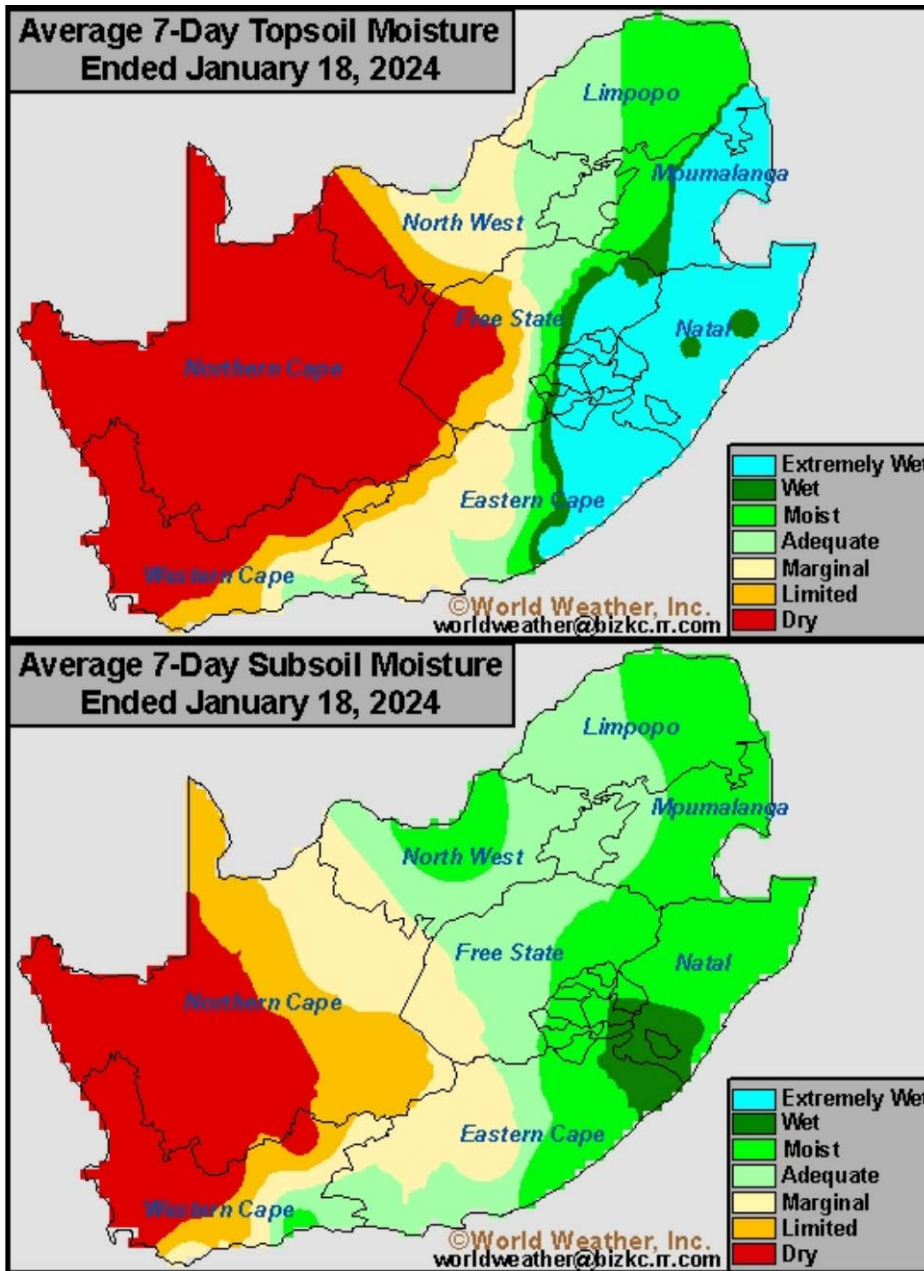 Average 7-Day Topsoil Moisture
Ended January 18, 2024
Limpopo
Mpumalanga
North West
Free State
Natal
Northern Cape
Eastern Cape
Western Cape
Extremely Wet
Wet
Moist
Adequate
Marginal
Limited
Dry
©World Weather, Inc.
worldweather@bizkc.rr.com
Average 7-Day Subsoil Moisture
Ended January 18, 2024
Limpopo
Mpumalanga
North West
Free State
Natal
Northern Cape
Eastern Cape
Western Cape
Extremely Wet
Wet
Moist
Adequate
Marginal
Limited
Dry
©World Weather, Inc.
worldweather@bizkc.rr.com